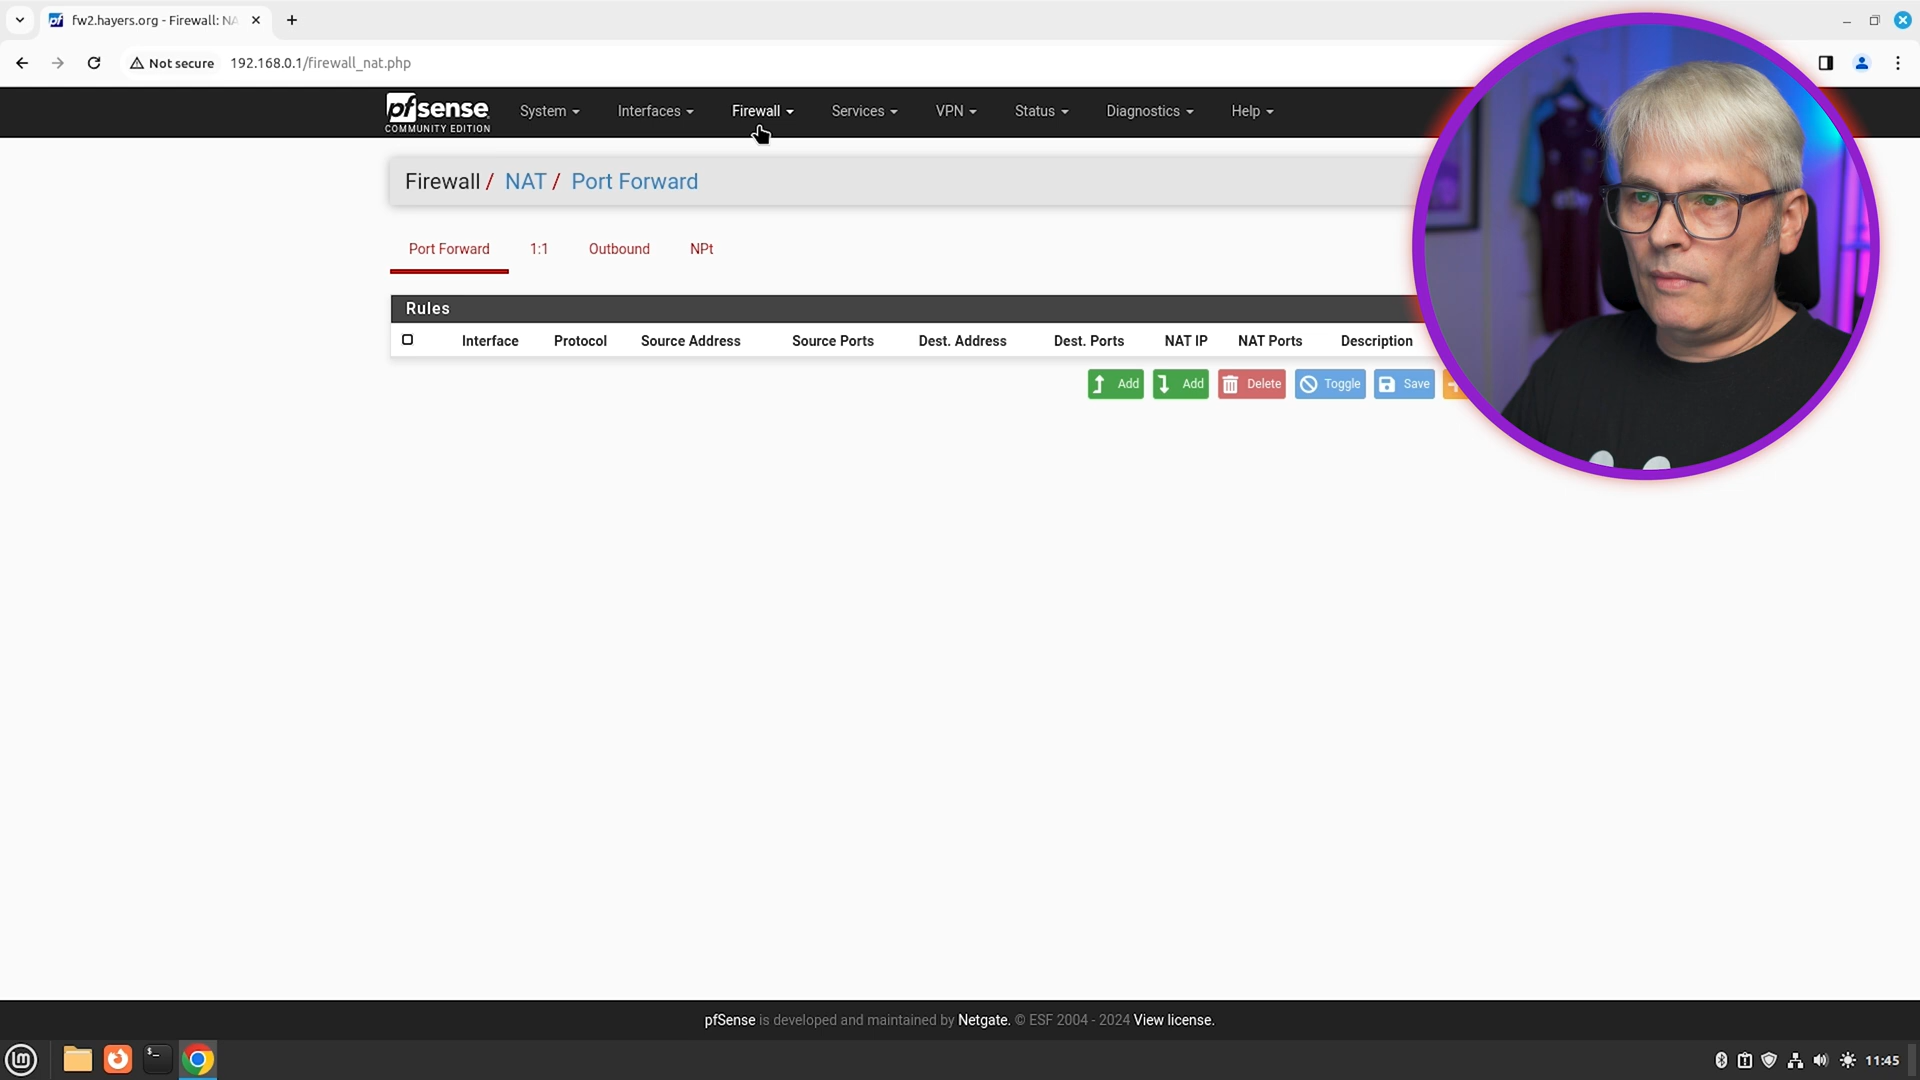 fw2.hayers.org - Firewall: NA
Not secure
192.168.0.1/firewall_nat.php
pfsense
COMMUNITY EDITION
System
Interfaces
Firewall
Services
VPN
Status
Diagnostics
Help
Firewall / NAT / Port Forward
Port Forward
1:1
Outbound
NPt
Rules
Interface
Protocol
Source Address
Source Ports
Dest. Address
Dest. Ports
NAT IP
NAT Ports
Description
Add
Add
Delete
Toggle
Save
pfSense is developed and maintained by Netgate. © ESF 2004 - 2024 View license.
11:45